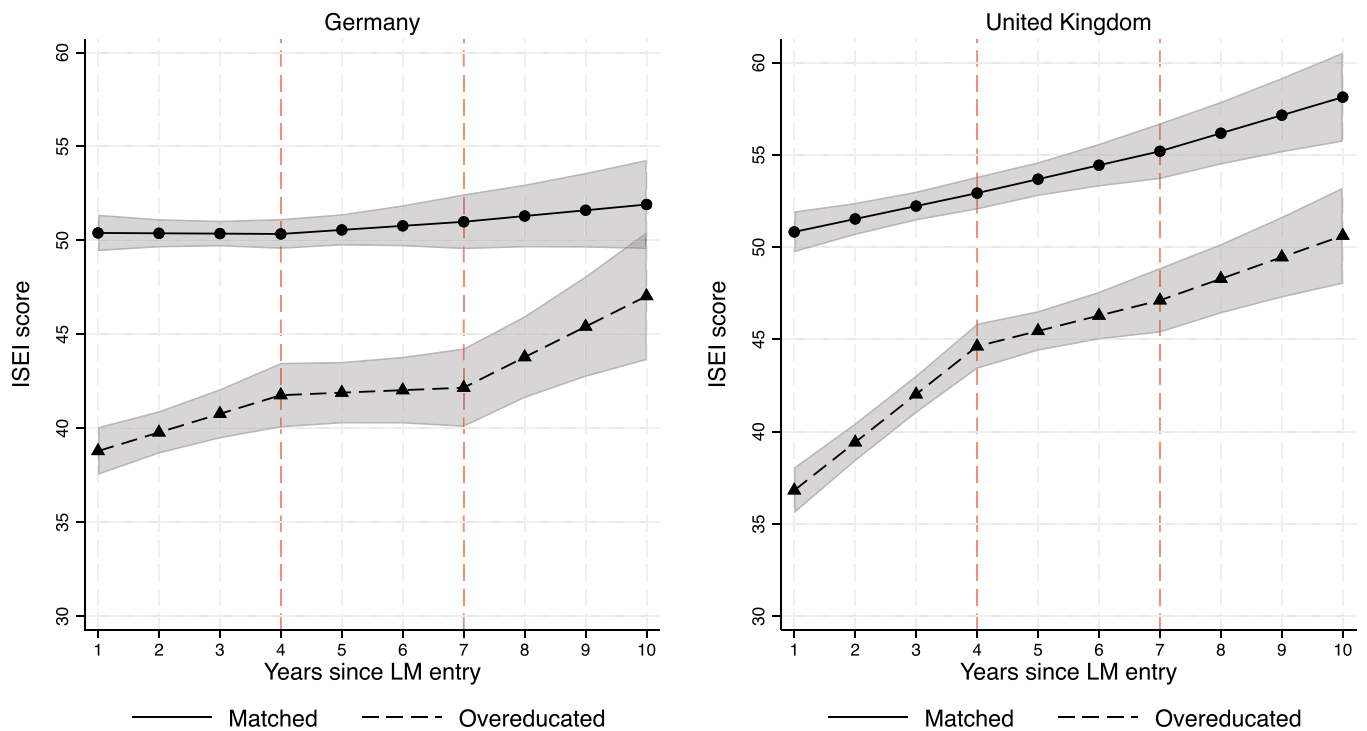 Germany
60
55
50
45
40
35
30
ISEI score
1 2 3 4 5 6 7 8 9 10
Years since LM entry
Matched Overeducated
United Kingdom
60
55
50
45
40
35
30
ISEI score
1 2 3 4 5 6 7 8 9 10
Years since LM entry
Matched Overeducated